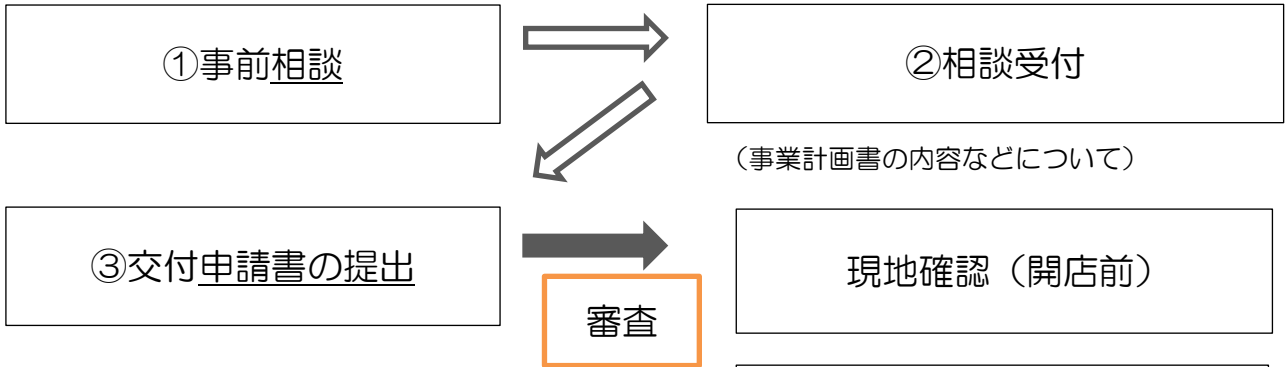 ①事前相談
②相談受付
（事業計画書の内容などについて）
③交付申請書の提出
現地確認（開店前）
審査